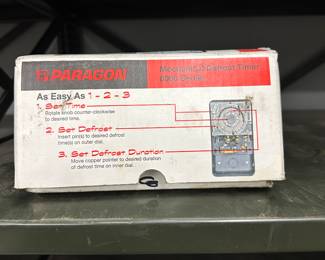 PARAGON
Mechanical Defrost Timer
8000 Series
As Easy As 1 - 2 - 3
1. Set Time
Rotate knob counter-clockwise
to desired time.
2. Set Defrost
Insert pin(s) to desired defrost
time(s) on outer dial.
3. Set Defrost Duration
Move copper pointer to desired duration
of defrost time on inner dial.